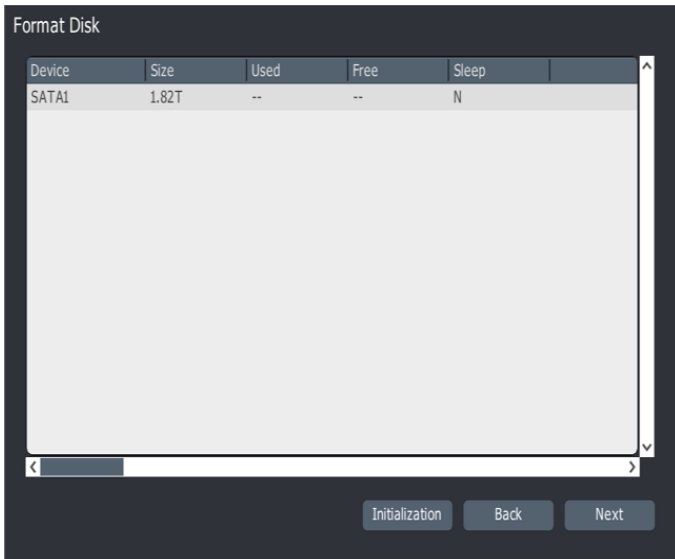 Format Disk
Device Size Used Free Sleep
SATA1 1.82T -- -- N
Initialization Back Next